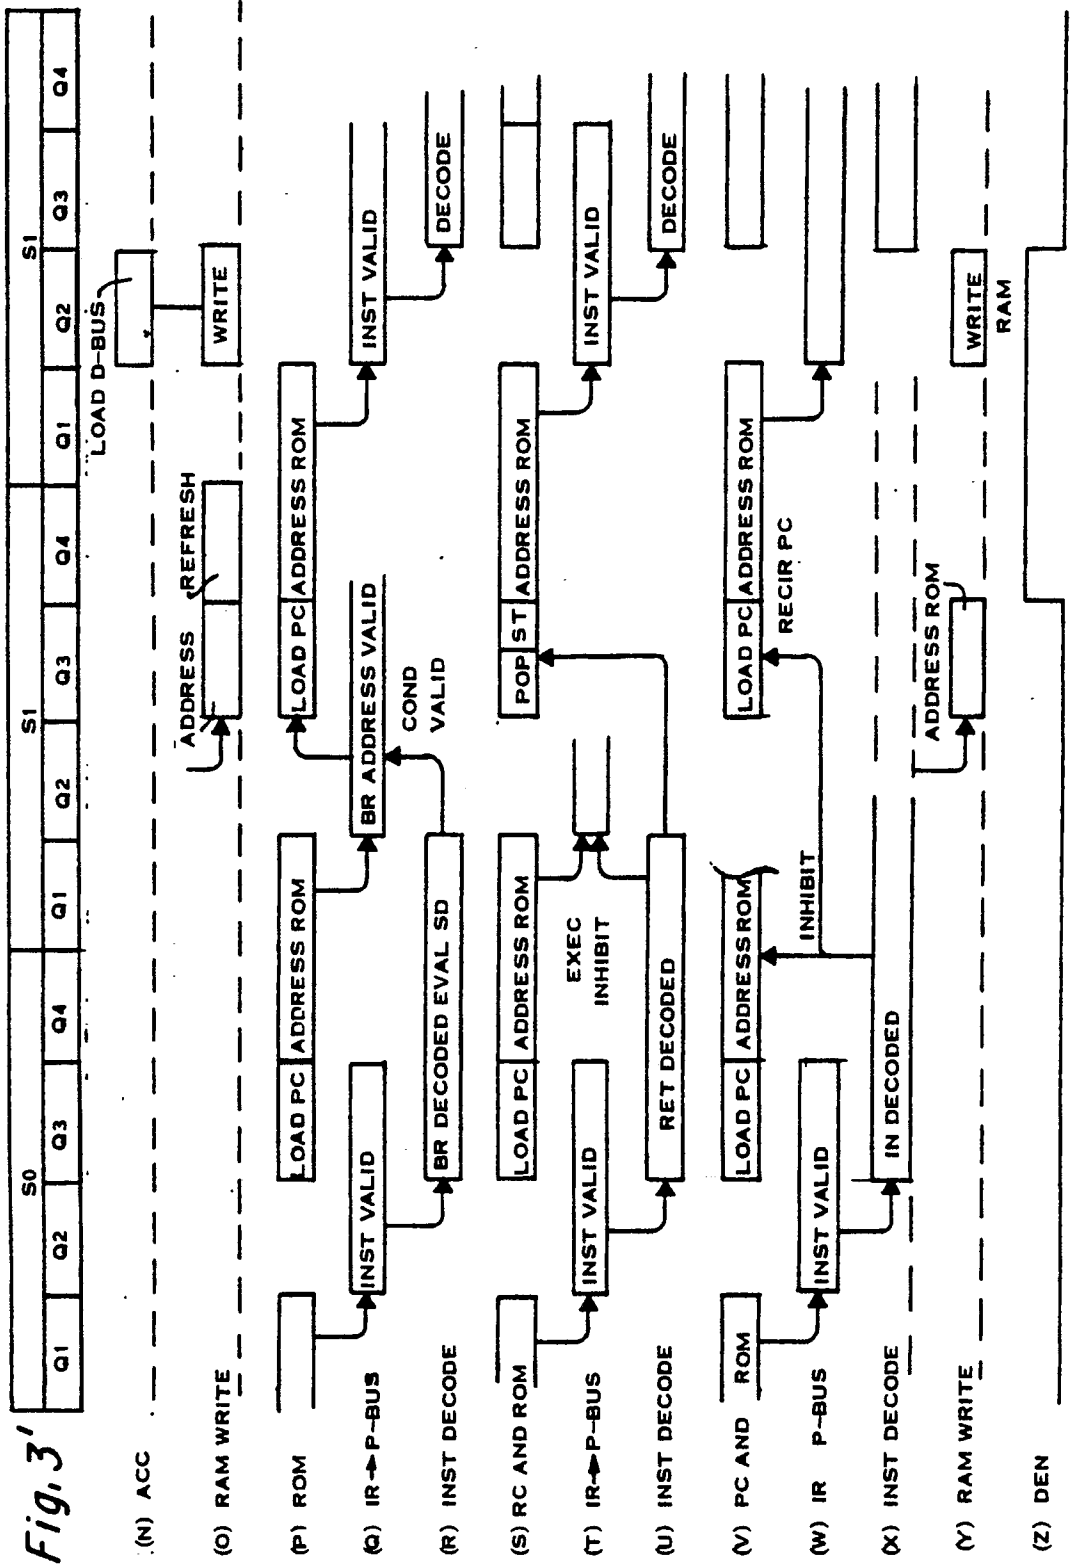 Fig. 3'
S0 S1 S1
Q1 Q2 Q3 Q4 Q1 Q2 Q3 Q4 Q1 Q2 Q3 Q4
LOAD D-BUS
(N) ACC
ADDRESS REFRESH
(O) RAM WRITE WRITE
(P) ROM LOAD PC ADDRESS ROM LOAD PC ADDRESS ROM
(Q) IR→P-BUS INST VALID BR ADDRESS VALID INST VALID
COND
VALID
(R) INST DECODE BR DECODED EVAL SD DECODE
(S) RC AND ROM LOAD PC ADDRESS ROM POP ST ADDRESS ROM
EXEC
INHIBIT
(T) IR→P-BUS INST VALID INST VALID
(U) INST DECODE RET DECODED DECODE
(V) PC AND ROM LOAD PC ADDRESS ROM LOAD PC ADDRESS ROM
RECIR PC
INHIBIT
(W) IR P-BUS INST VALID
(X) INST DECODE IN DECODED
ADDRESS ROM
(Y) RAM WRITE WRITE
RAM
(Z) DEN